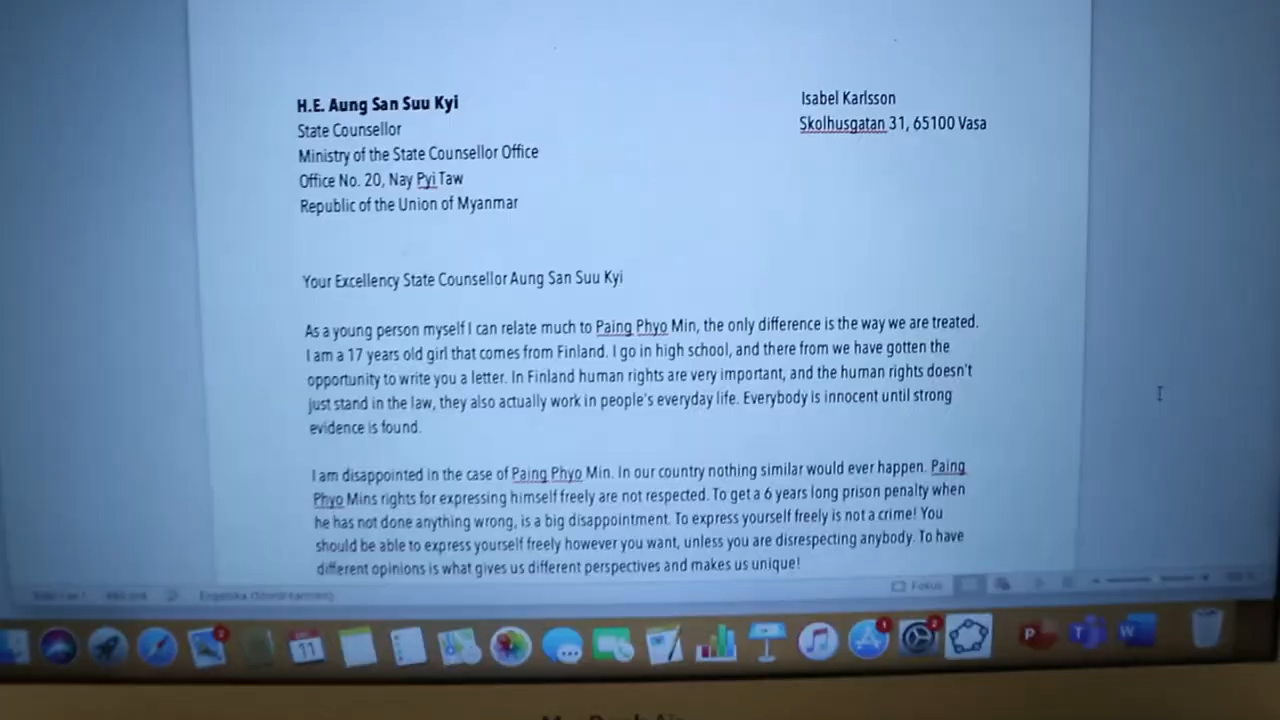 H.E. Aung San Suu Kyi
State Counsellor
Ministry of the State Counsellor Office
Office No. 20, Nay Pyi Taw
Republic of the Union of Myanmar
Isabel Karlsson
Skolhusgatan 31, 65100 Vasa
Your Excellency State Counsellor Aung San Suu Kyi
As a young person myself I can relate much to Paing Phyo Min, the only difference is the way we are treated.
I am a 17 years old girl that comes from Finland. I go in high school, and there from we have gotten the
opportunity to write you a letter. In Finland human rights are very important, and the human rights doesn't
just stand in the law, they also actually work in people's everyday life. Everybody is innocent until strong
evidence is found.
I am disappointed in the case of Paing Phyo Min. In our country nothing similar would ever happen. Paing
Phyo Mins rights for expressing himself freely are not respected. To get a 6 years long prison penalty when
he has not done anything wrong, is a big disappointment. To express yourself freely is not a crime! You
should be able to express yourself freely however you want, unless you are disrespecting anybody. To have
different opinions is what gives us different perspectives and makes us unique!
Engelska (Storbritannien)
Fokus
2
11
1
2
P
T
W